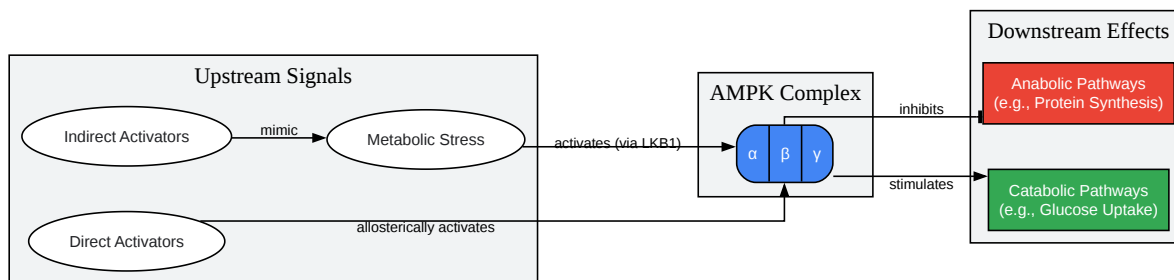 Upstream Signals
Indirect Activators
mimic
Metabolic Stress
Direct Activators
activates (via LKB1)
allosterically activates
AMPK Complex
α
β
γ
inhibits
stimulates
Downstream Effects
Anabolic Pathways
(e.g., Protein Synthesis)
Catabolic Pathways
(e.g., Glucose Uptake)